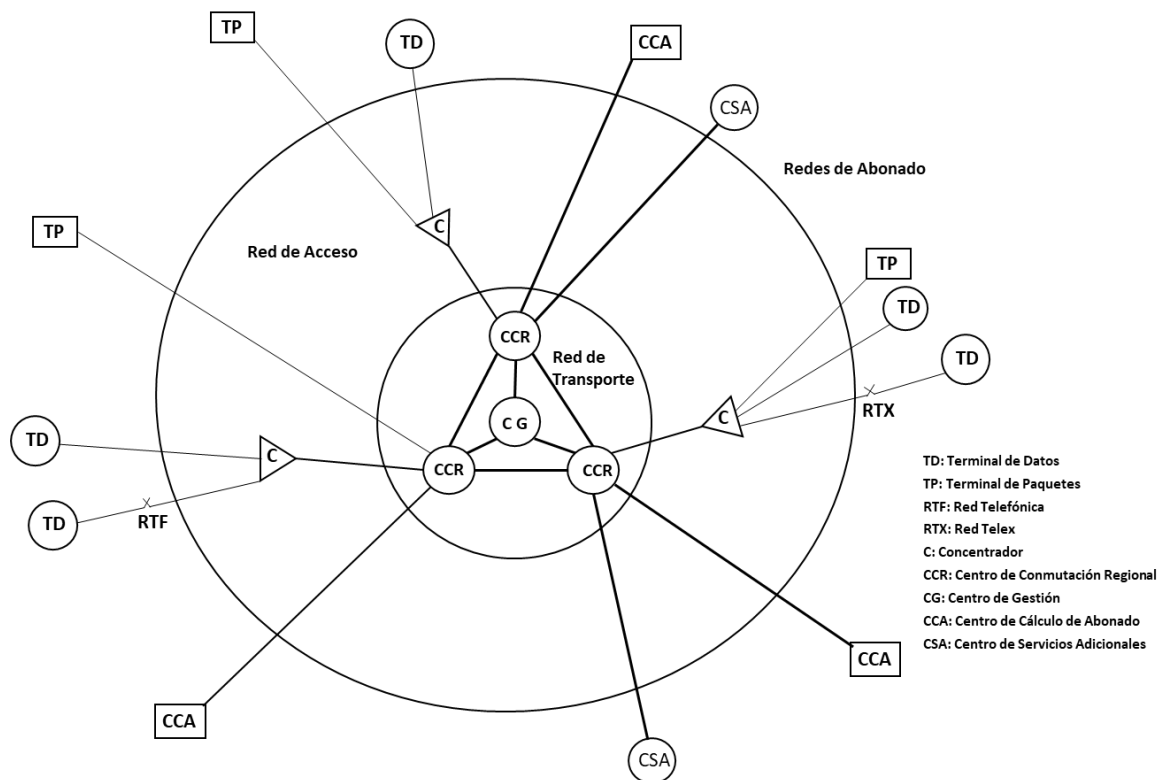 TP
TD
CCA
CSA
Redes de Abonado
C
TP
Red de Acceso
TP
TD
CCR
Red de
Transporte
TD
C
RTX
C G
TD
C
CCR
CCR
TD
RTF
TD: Terminal de Datos
TP: Terminal de Paquetes
RTF: Red Telefónica
RTX: Red Telex
C: Concentrador
CCR: Centro de Conmutación Regional
CG: Centro de Gestión
CCA: Centro de Cálculo de Abonado
CSA: Centro de Servicios Adicionales
CCA
CCA
CSA